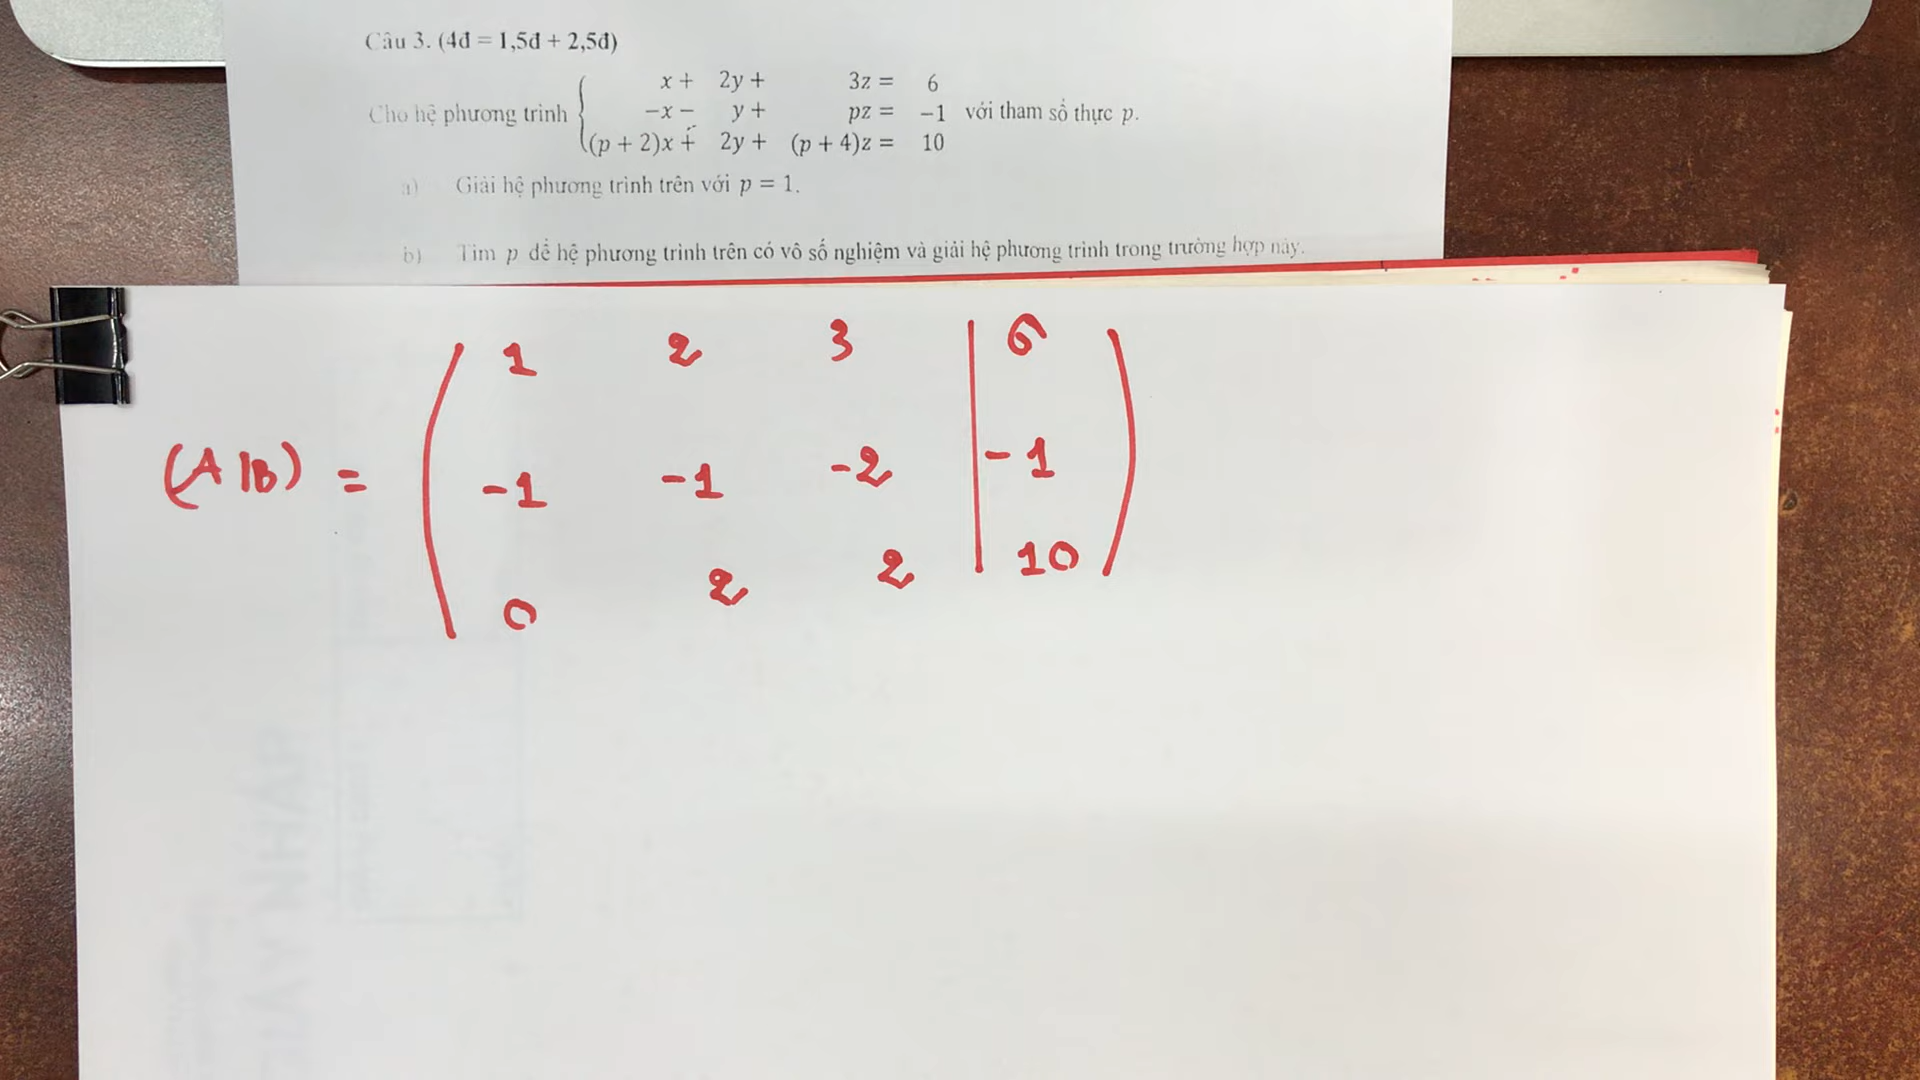 Câu 3. (4đ = 1,5đ + 2,5đ)
Cho hệ phương trình { x + 2y + 3z = 6
−x − y + pz = −1 với tham số thực p.
(p + 2)x + 2y + (p + 4)z = 10
a) Giải hệ phương trình trên với p = 1.
b) Tìm p để hệ phương trình trên có vô số nghiệm và giải hệ phương trình trong trường hợp này.
1 2 3 | 6
(A|B) = ( -1 -1 -2 | -1 )
0 2 2 | 10